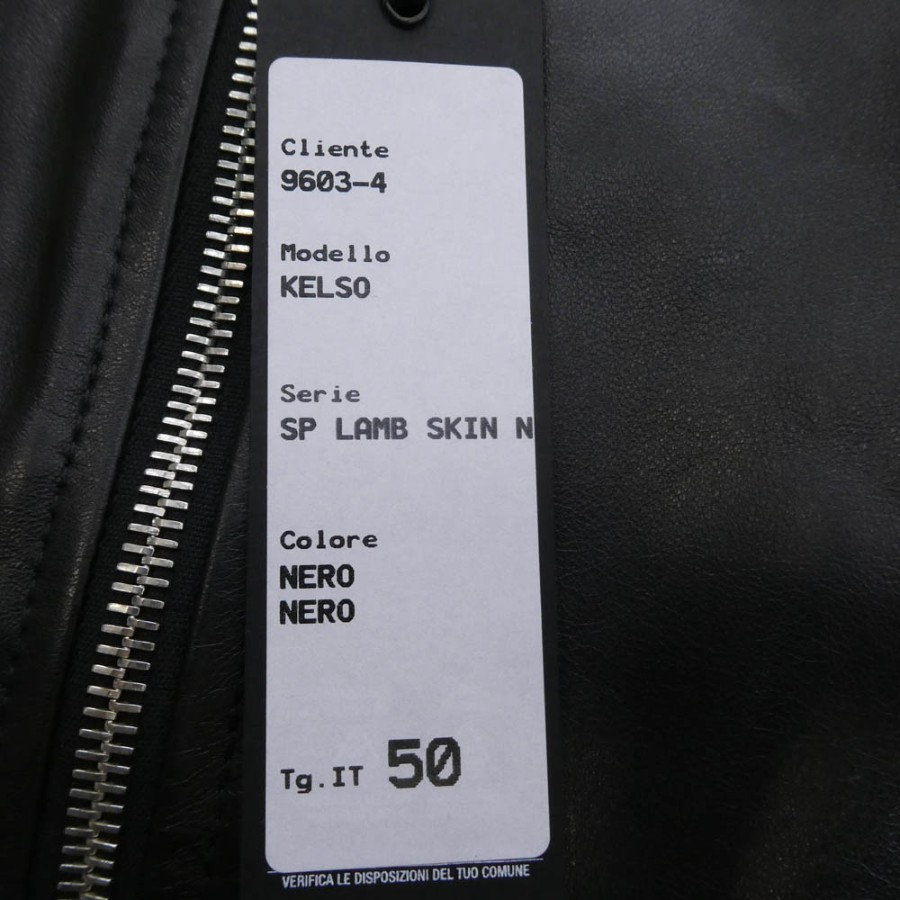 Cliente
9603-4
Modello
KELSO
Serie
SP LAMB SKIN N
Colore
NERO
NERO
Tg.IT 50
VERIFICA LE DISPOSIZIONI DEL TUO COMUNE